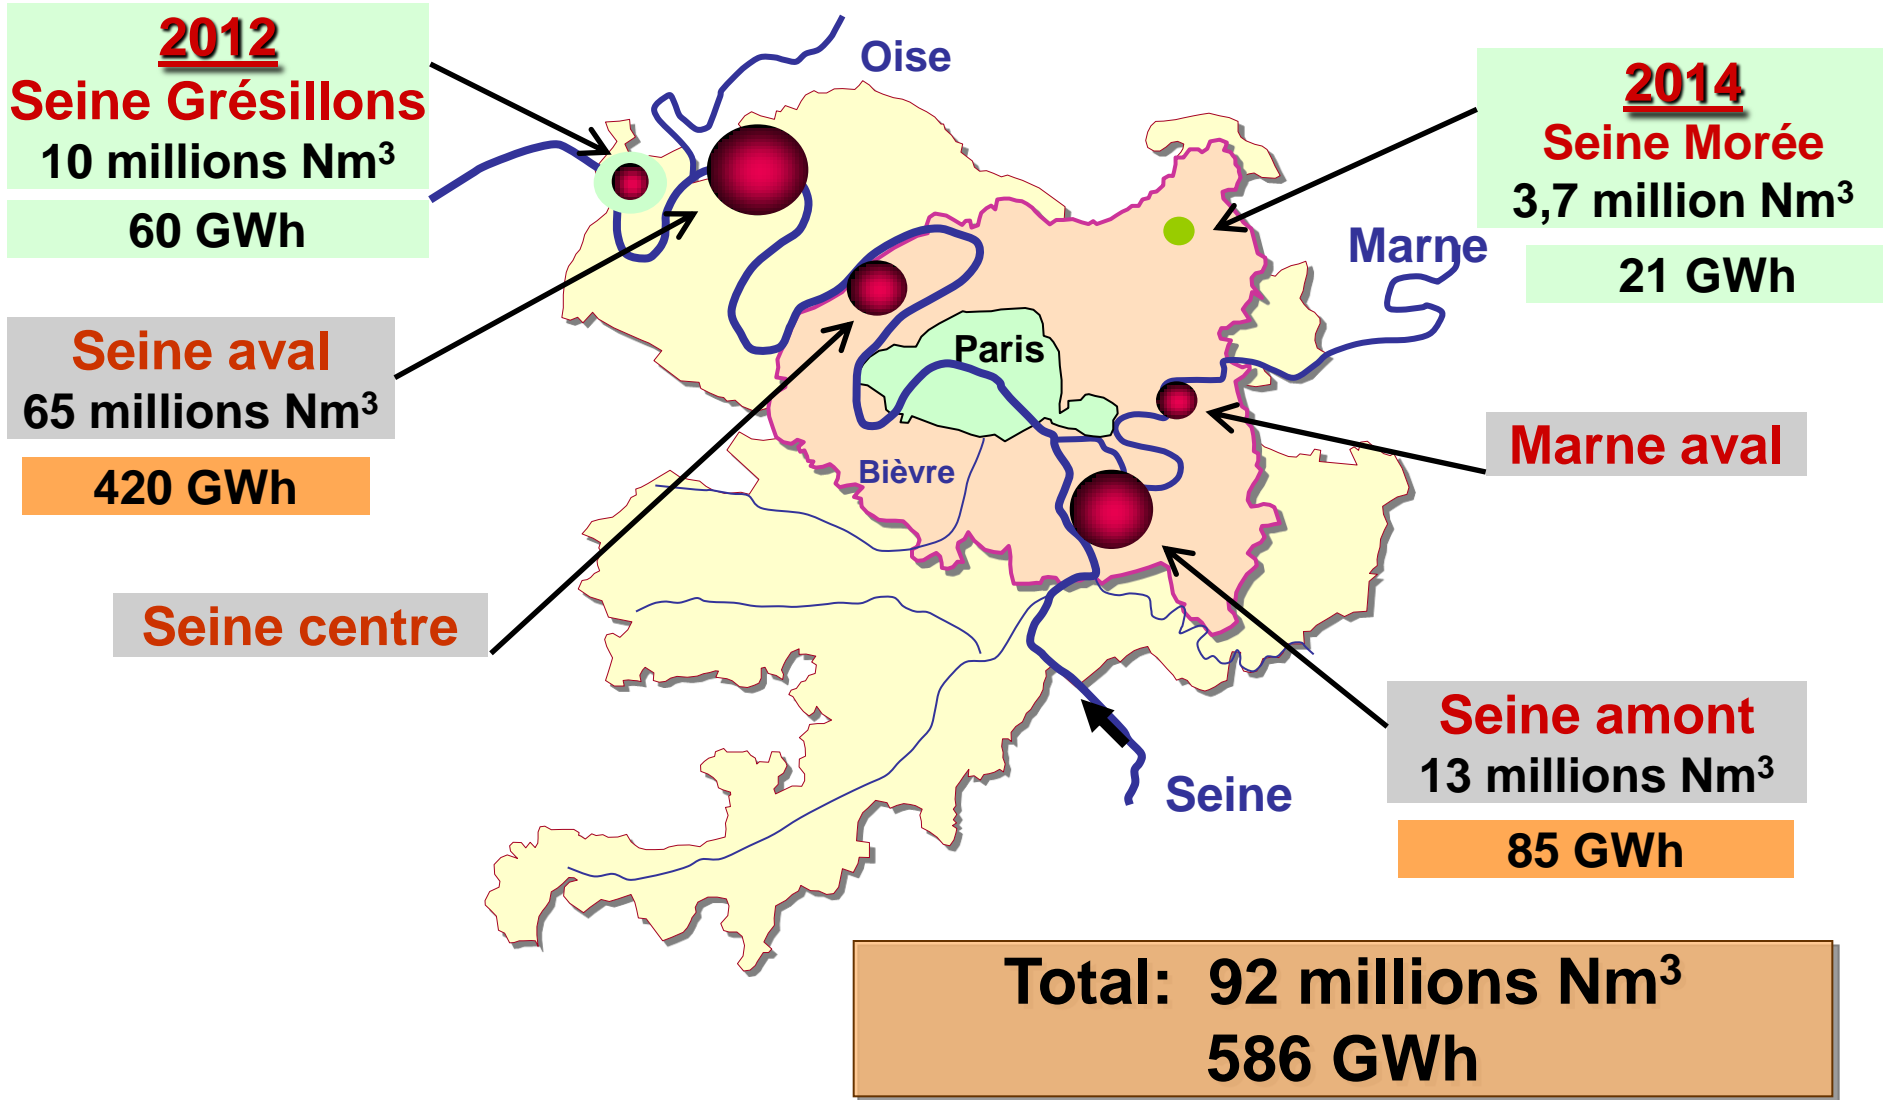 2012
Seine Grésillons
10 millions Nm³
60 GWh
Oise
2014
Seine Morée
3,7 million Nm³
21 GWh
Marne
Seine aval
65 millions Nm³
420 GWh
Paris
Bièvre
Marne aval
Seine centre
Seine amont
13 millions Nm³
85 GWh
Seine
Total: 92 millions Nm³
586 GWh